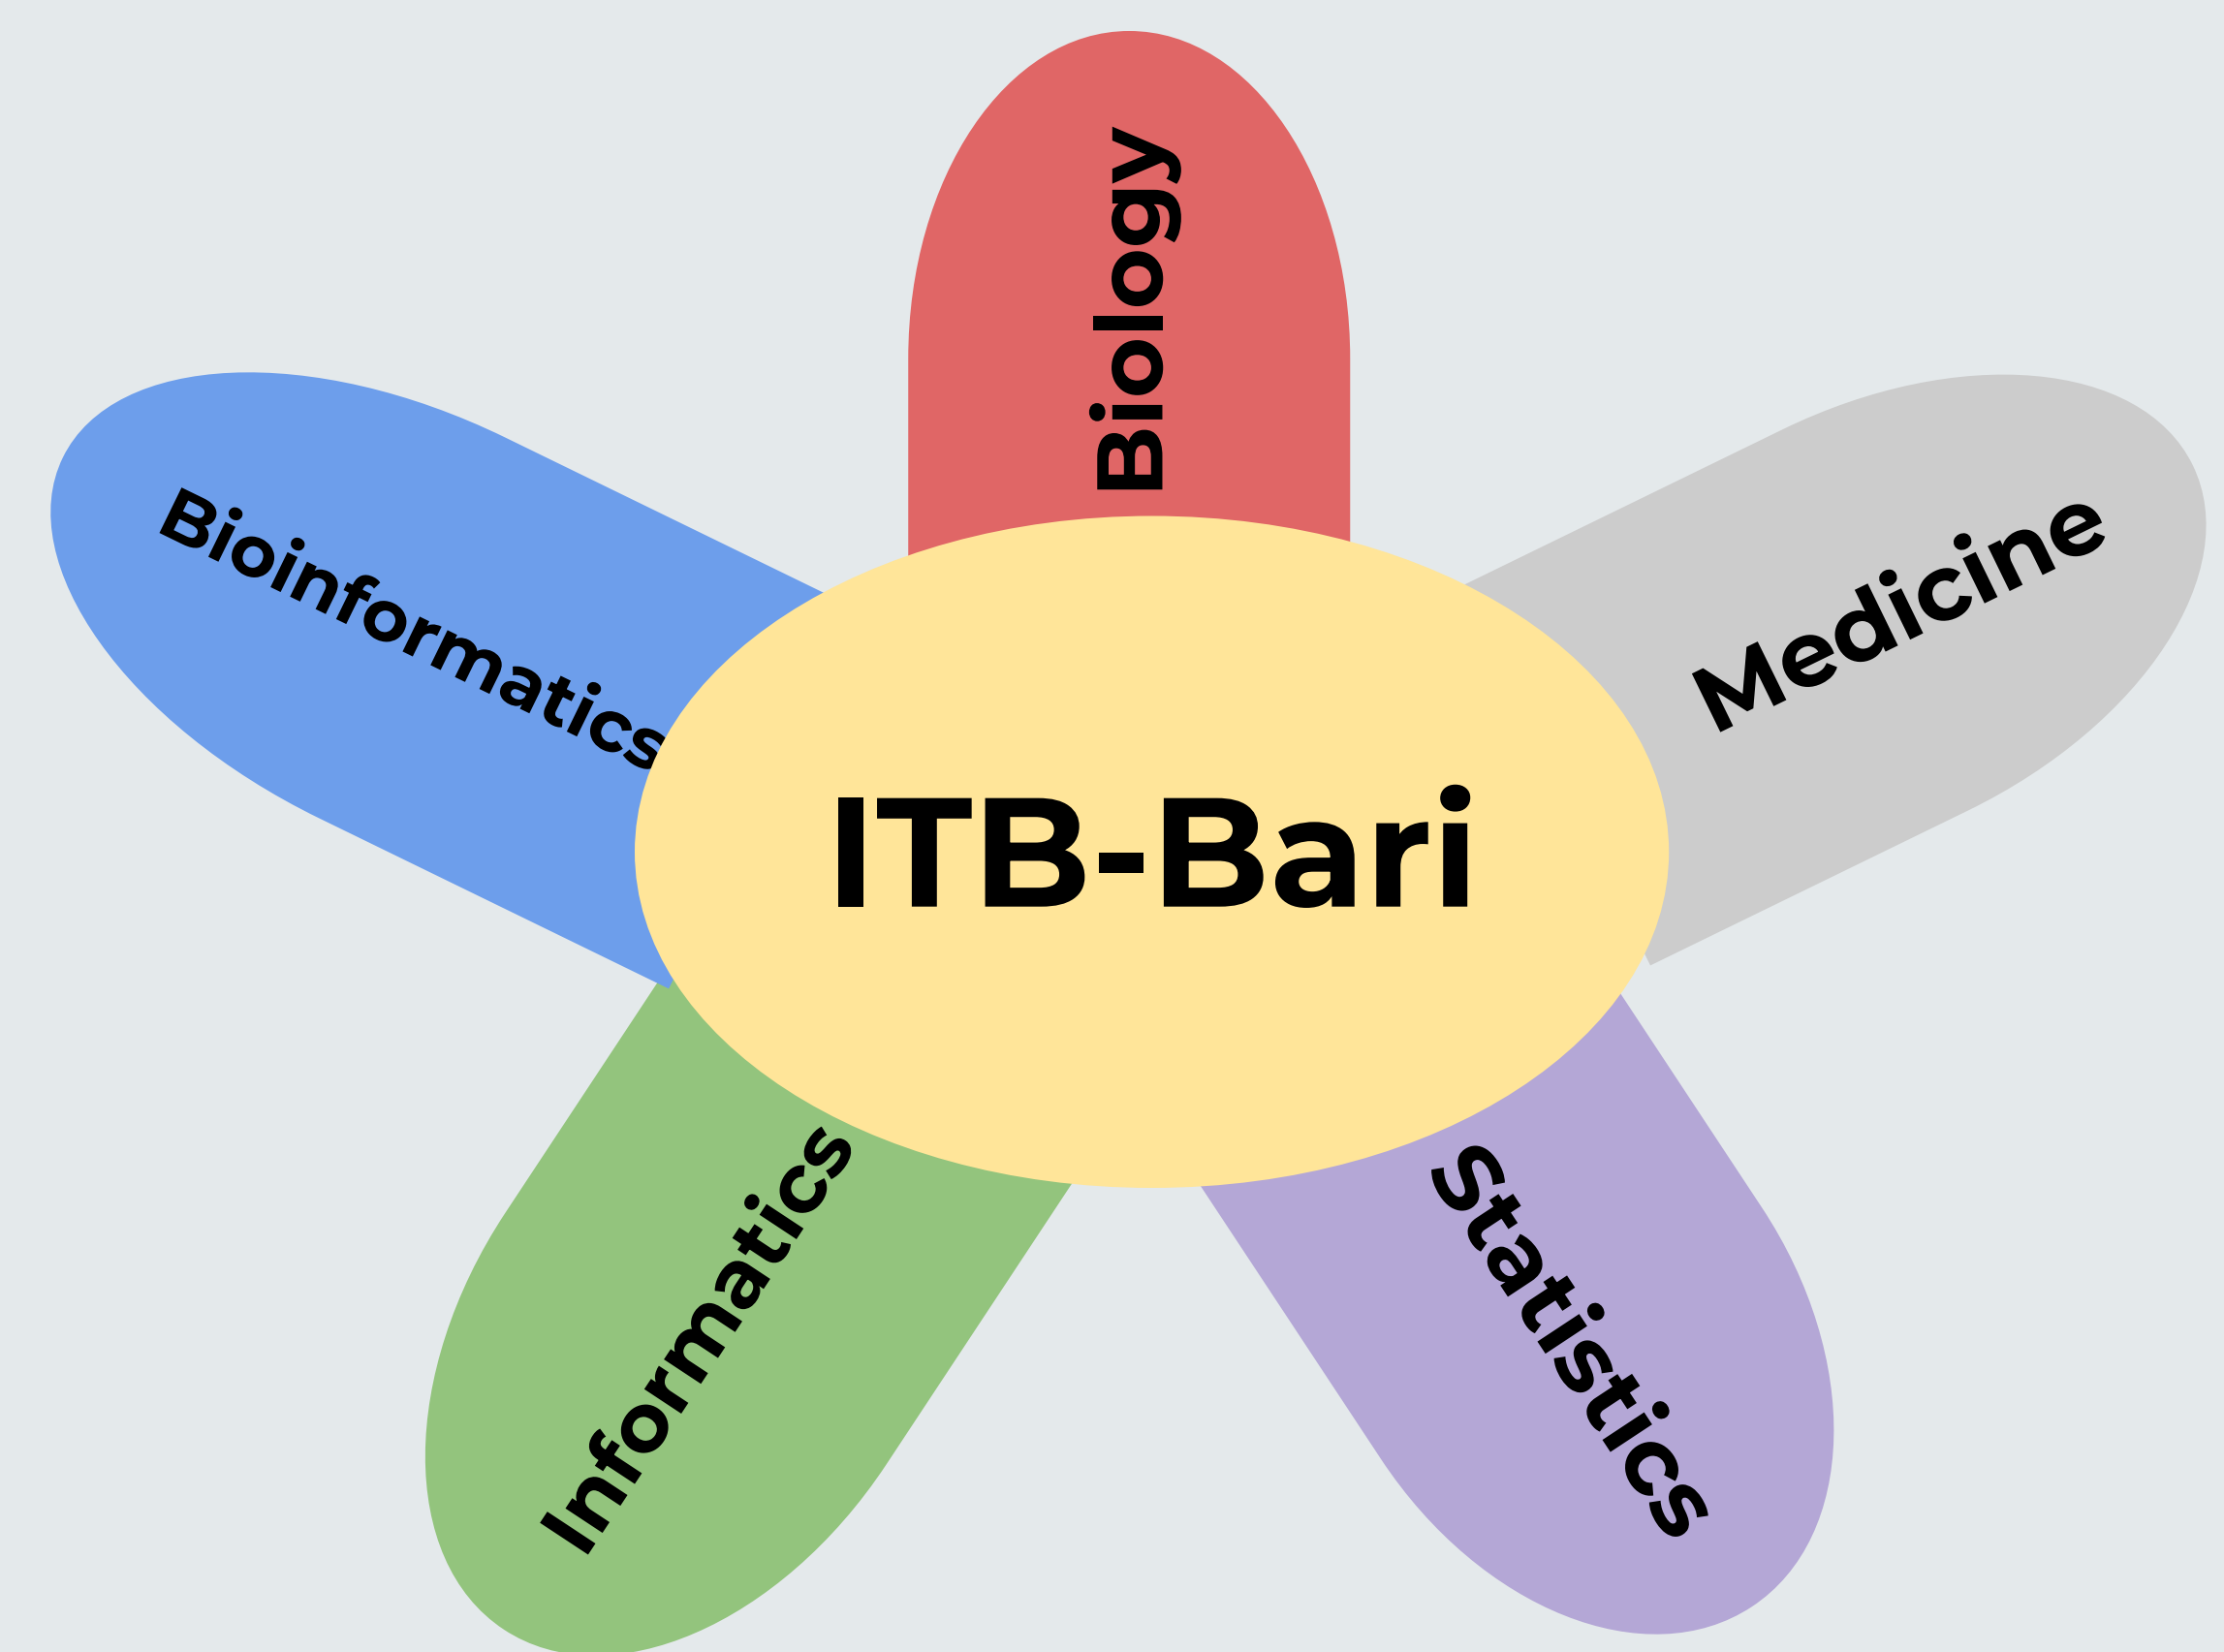 Biology
Bioinformatics
Medicine
ITB-Bari
Informatics
Statistics